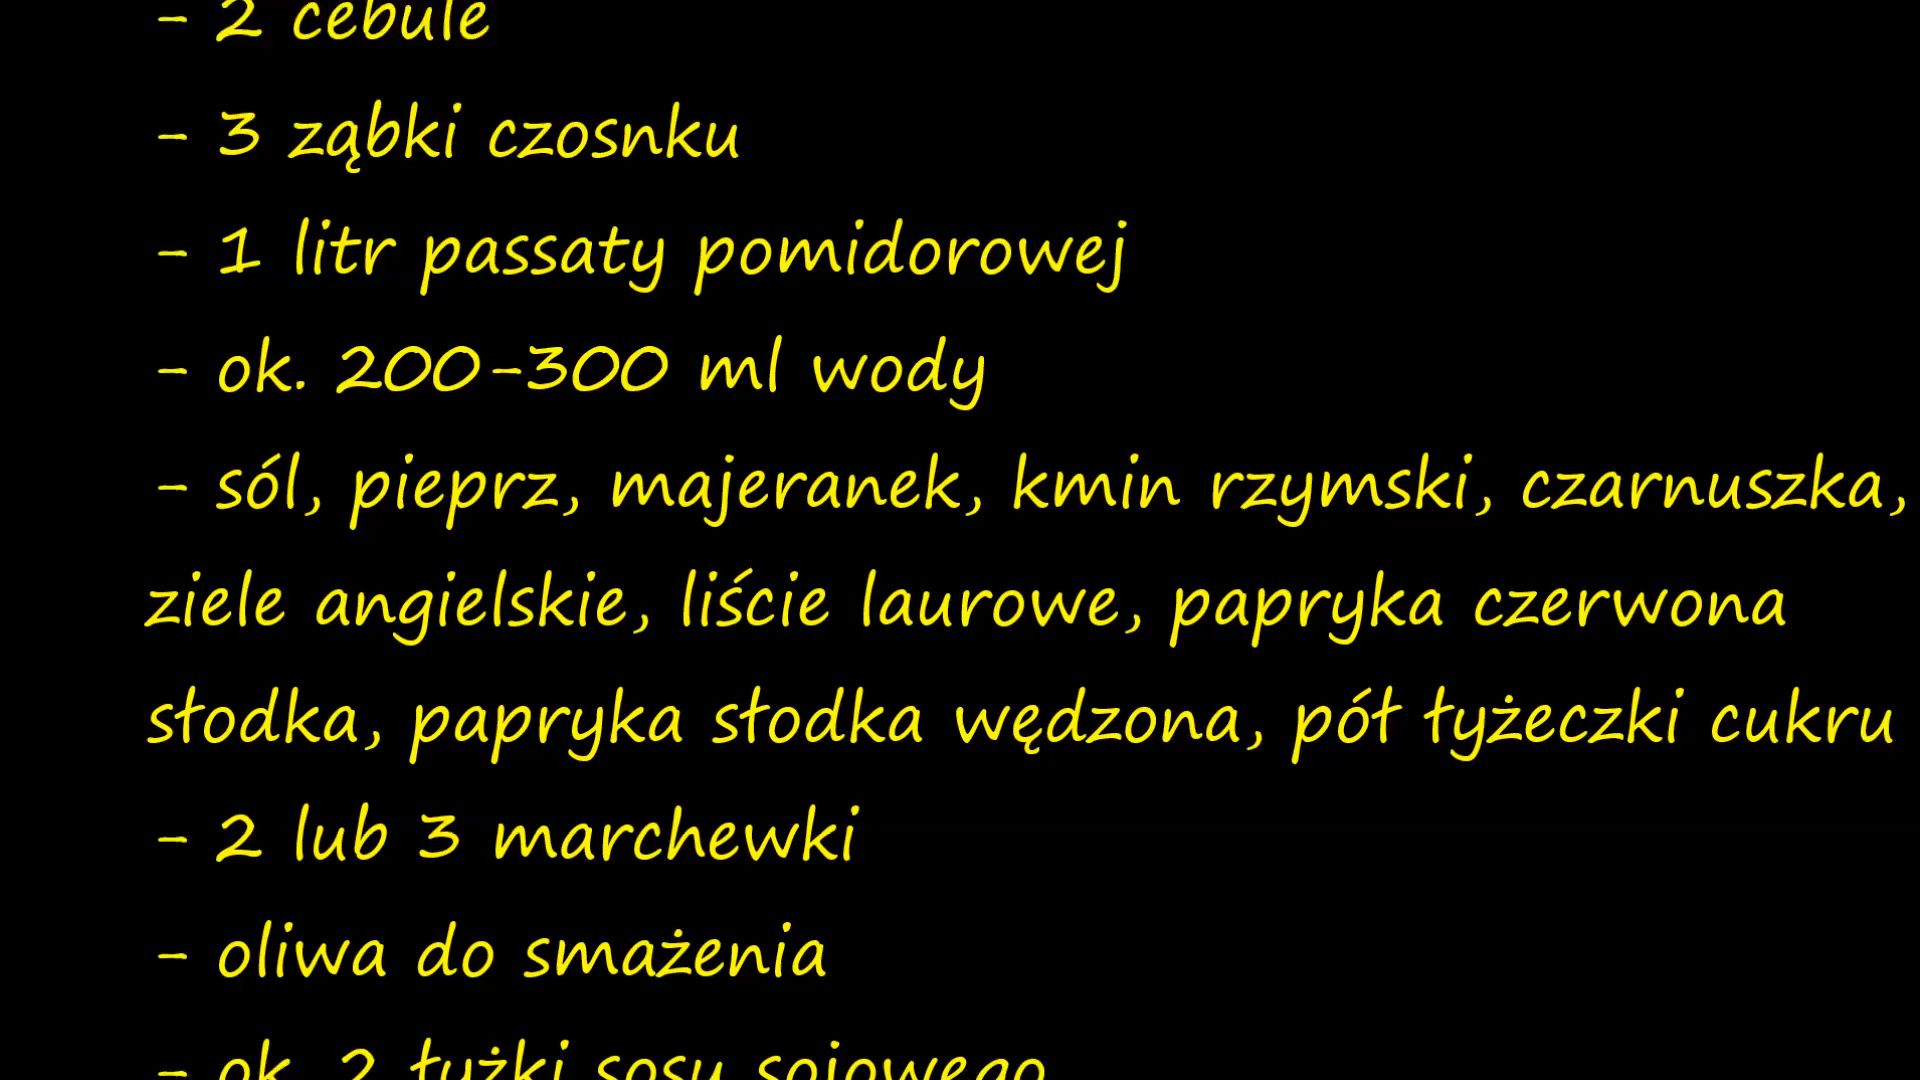 - 2 cebule
- 3 ząbki czosnku
- 1 litr passaty pomidorowej
- ok. 200-300 ml wody
- sól, pieprz, majeranek, kmin rzymski, czarnuszka,
ziele angielskie, liście laurowe, papryka czerwona
słodka, papryka słodka wędzona, pół łyżeczki cukru
- 2 lub 3 marchewki
- oliwa do smażenia
- ok. 2 łyżki sosu sojowego